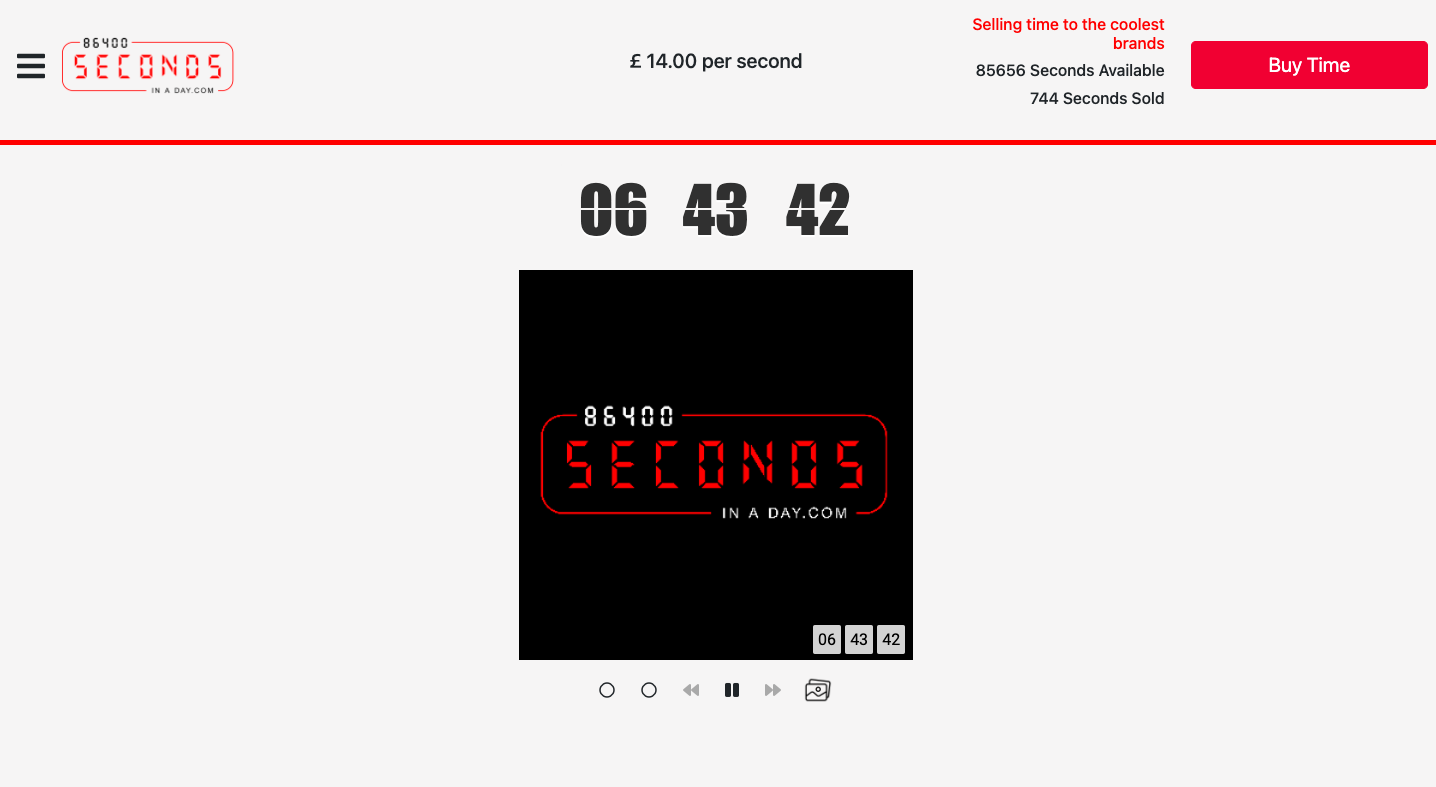 86400
SECONDS
IN A DAY.COM
£ 14.00 per second
Selling time to the coolest
brands
85656 Seconds Available
744 Seconds Sold
Buy Time
06 43 42
86400
SECONDS
IN A DAY.COM
06 43 42